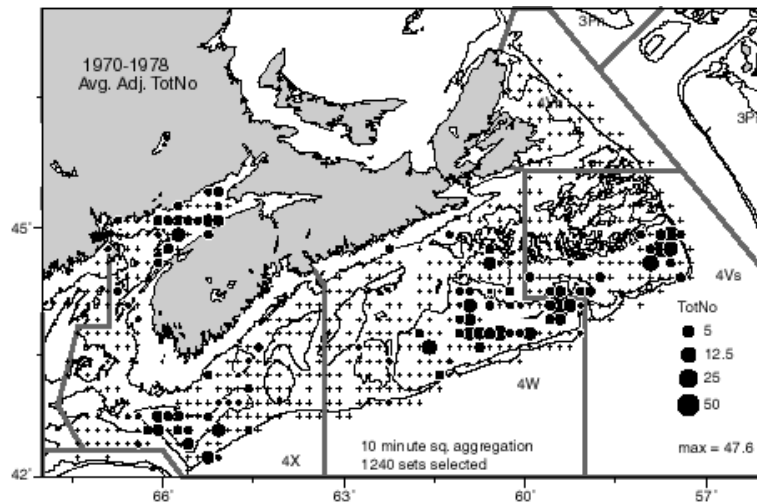 3Pn
1970-1978
Avg. Adj. TotNo
4Vn
3Ps
45°
4Vs
TotNo
5
12.5
25
50
4W
10 minute sq. aggregation
1240 sets selected
max = 47.6
4X
42°
66°
63°
60°
57°